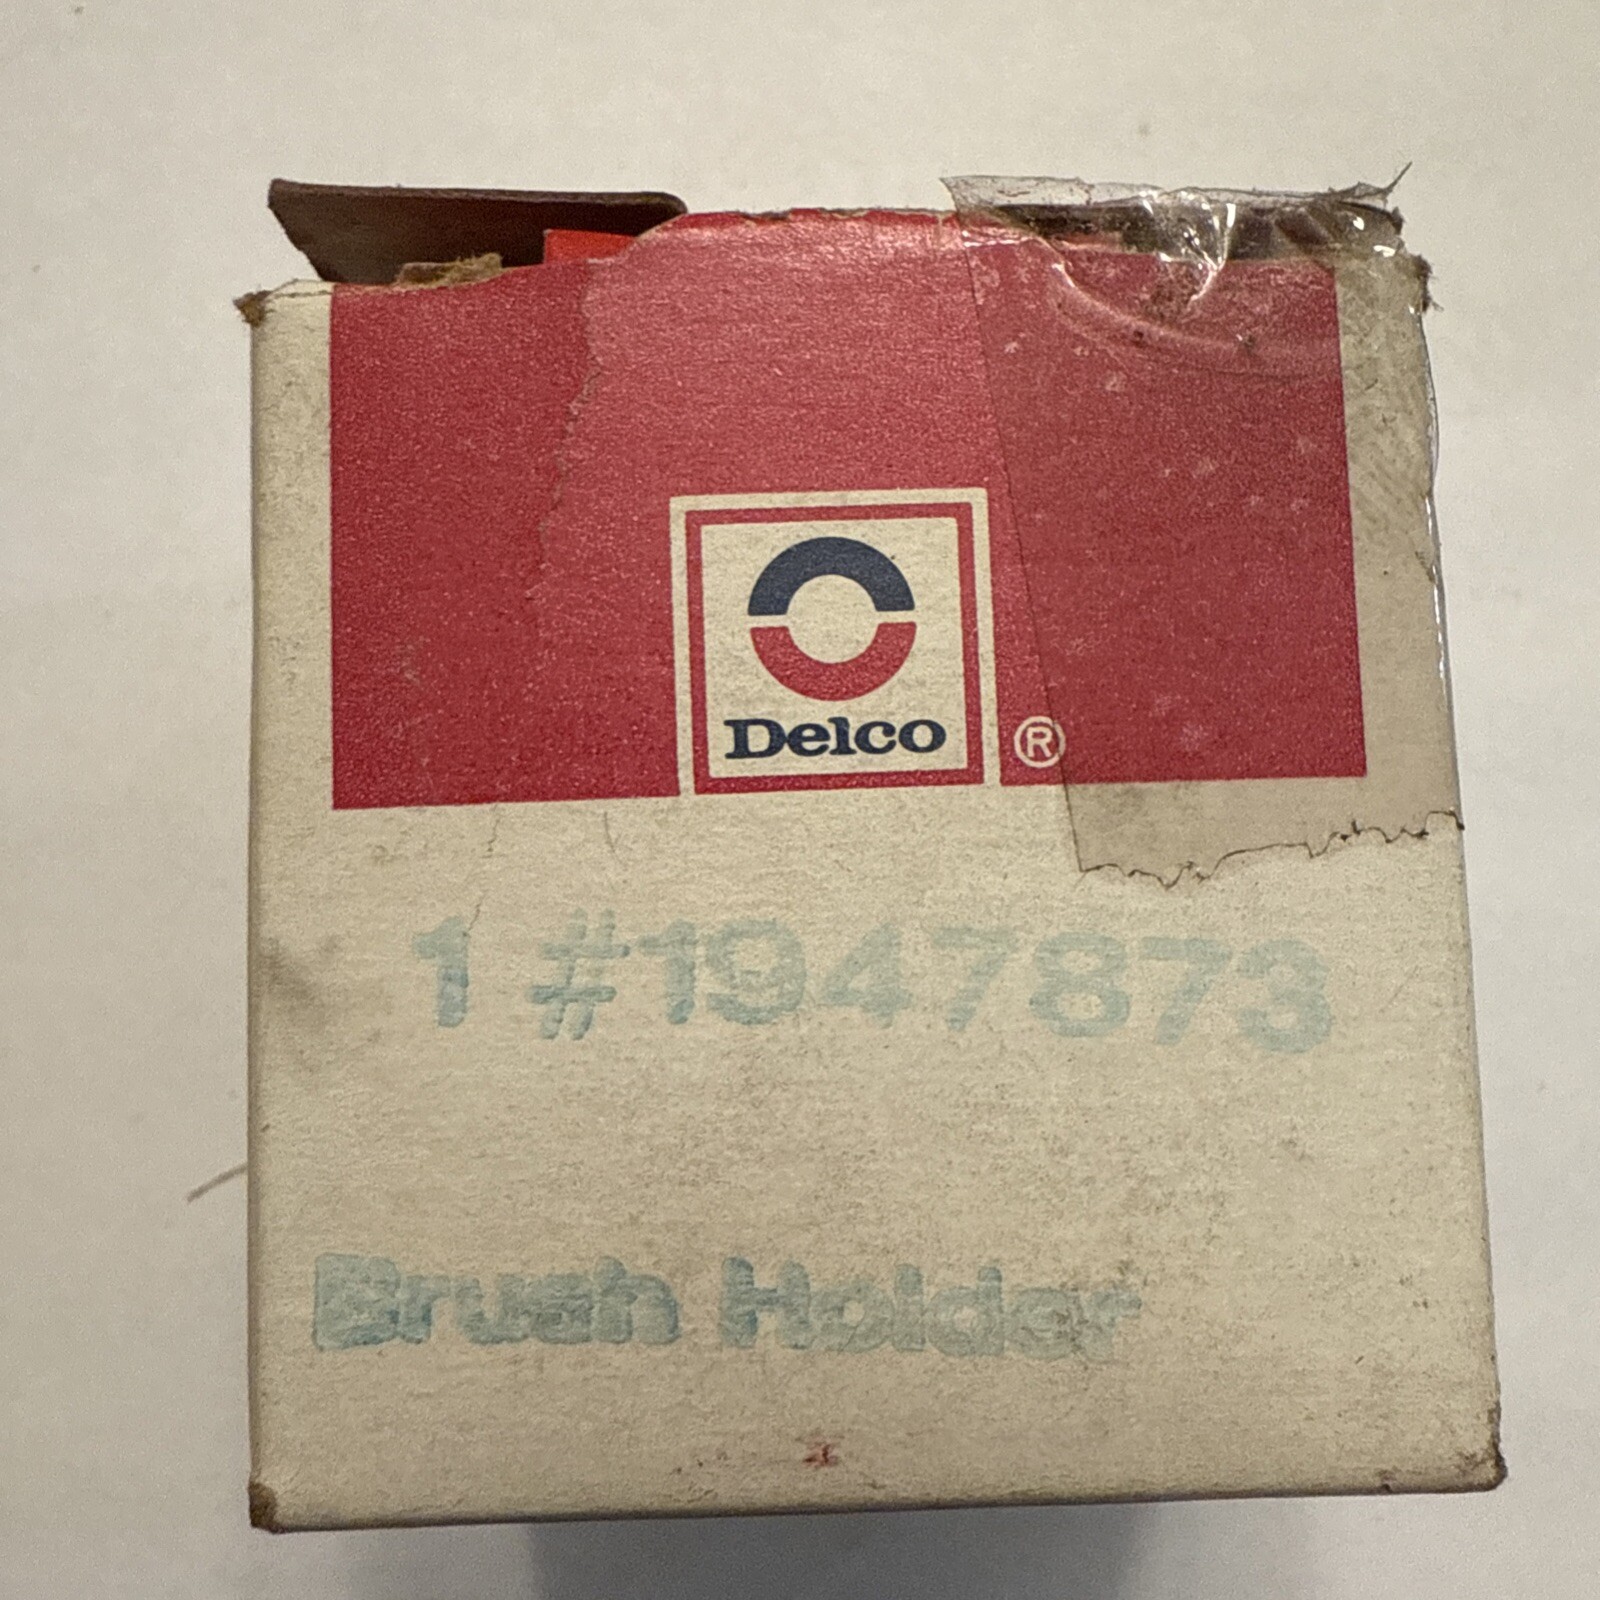 Delco
®
1 #1947873
Brush Holder